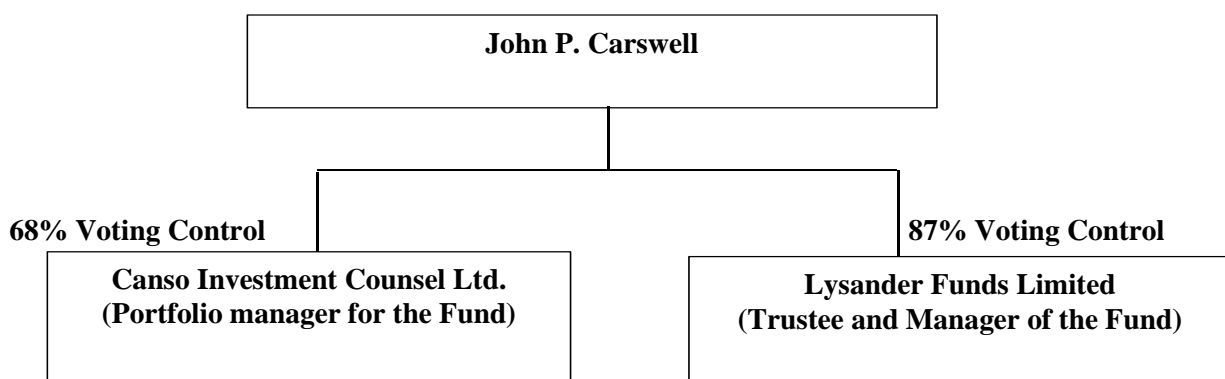 John P. Carswell
68% Voting Control
87% Voting Control
Canso Investment Counsel Ltd.
(Portfolio manager for the Fund)
Lysander Funds Limited
(Trustee and Manager of the Fund)